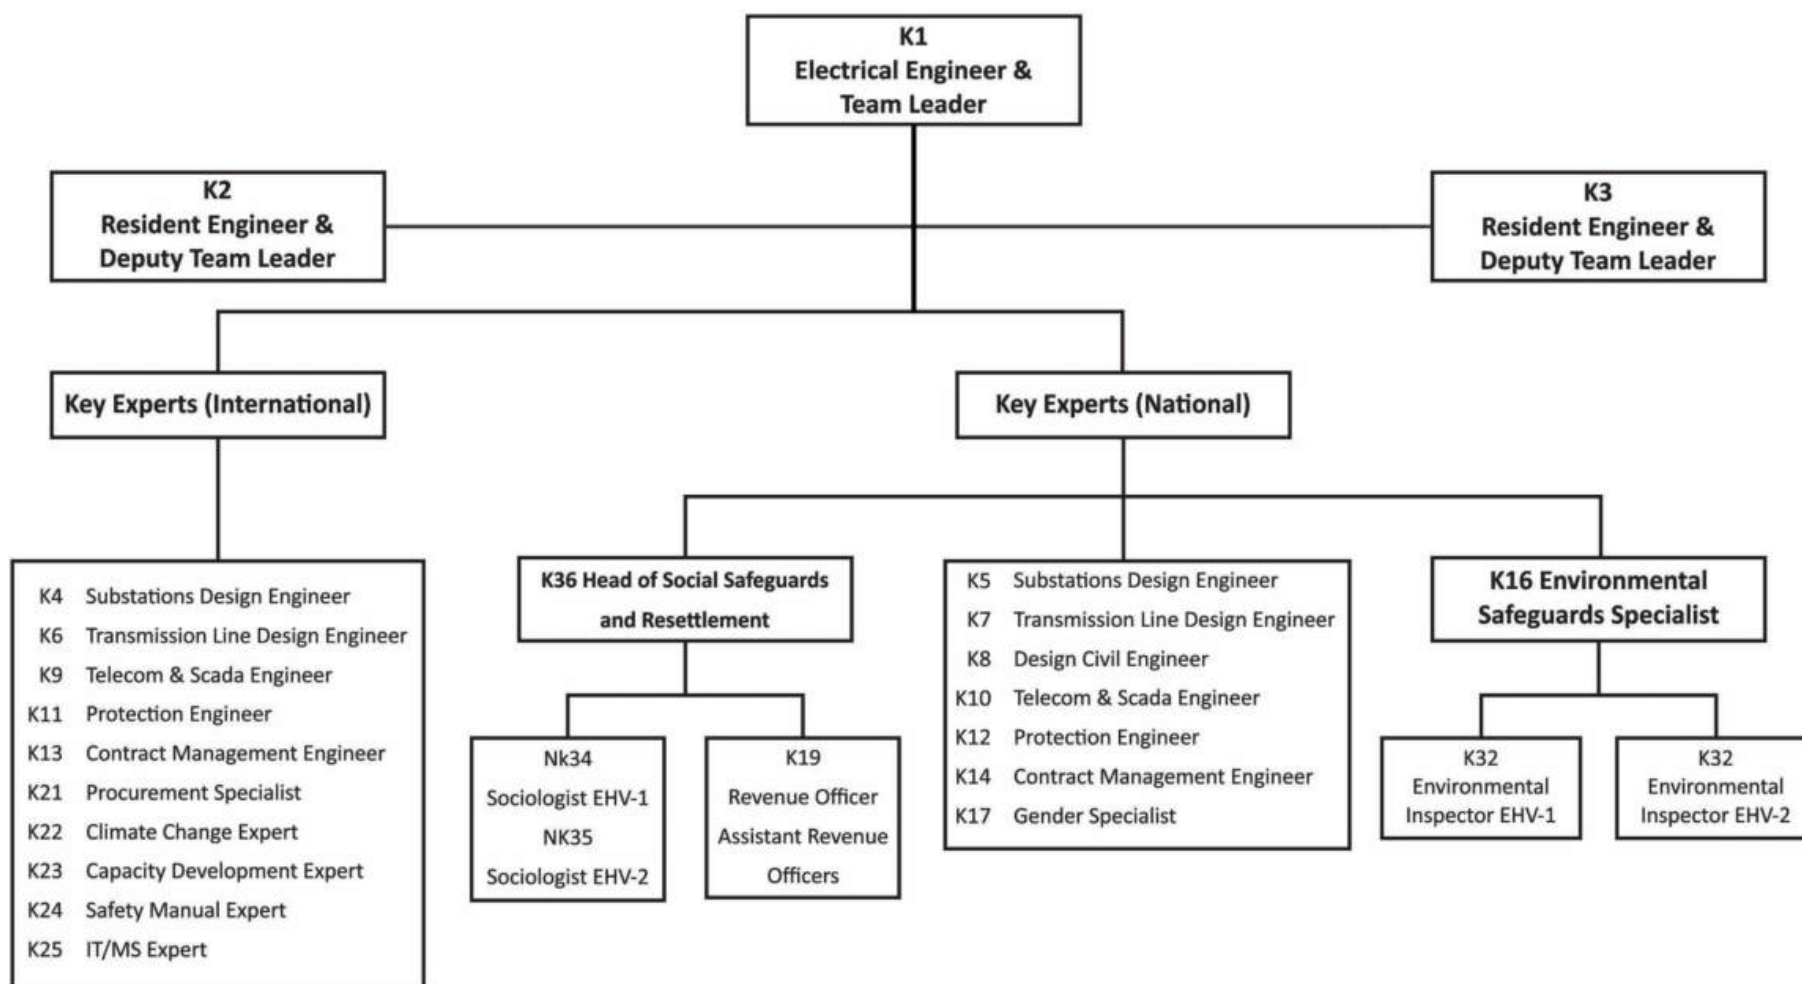 K1
Electrical Engineer &
Team Leader
K2
Resident Engineer &
Deputy Team Leader
K3
Resident Engineer &
Deputy Team Leader
Key Experts (International)
Key Experts (National)
K4 Substations Design Engineer
K6 Transmission Line Design Engineer
K9 Telecom & Scada Engineer
K11 Protection Engineer
K13 Contract Management Engineer
K21 Procurement Specialist
K22 Climate Change Expert
K23 Capacity Development Expert
K24 Safety Manual Expert
K25 IT/MS Expert
K36 Head of Social Safeguards
and Resettlement
Nk34
Sociologist EHV-1
NK35
Sociologist EHV-2
K19
Revenue Officer
Assistant Revenue
Officers
K5 Substations Design Engineer
K7 Transmission Line Design Engineer
K8 Design Civil Engineer
K10 Telecom & Scada Engineer
K12 Protection Engineer
K14 Contract Management Engineer
K17 Gender Specialist
K16 Environmental
Safeguards Specialist
K32
Environmental
Inspector EHV-1
K32
Environmental
Inspector EHV-2